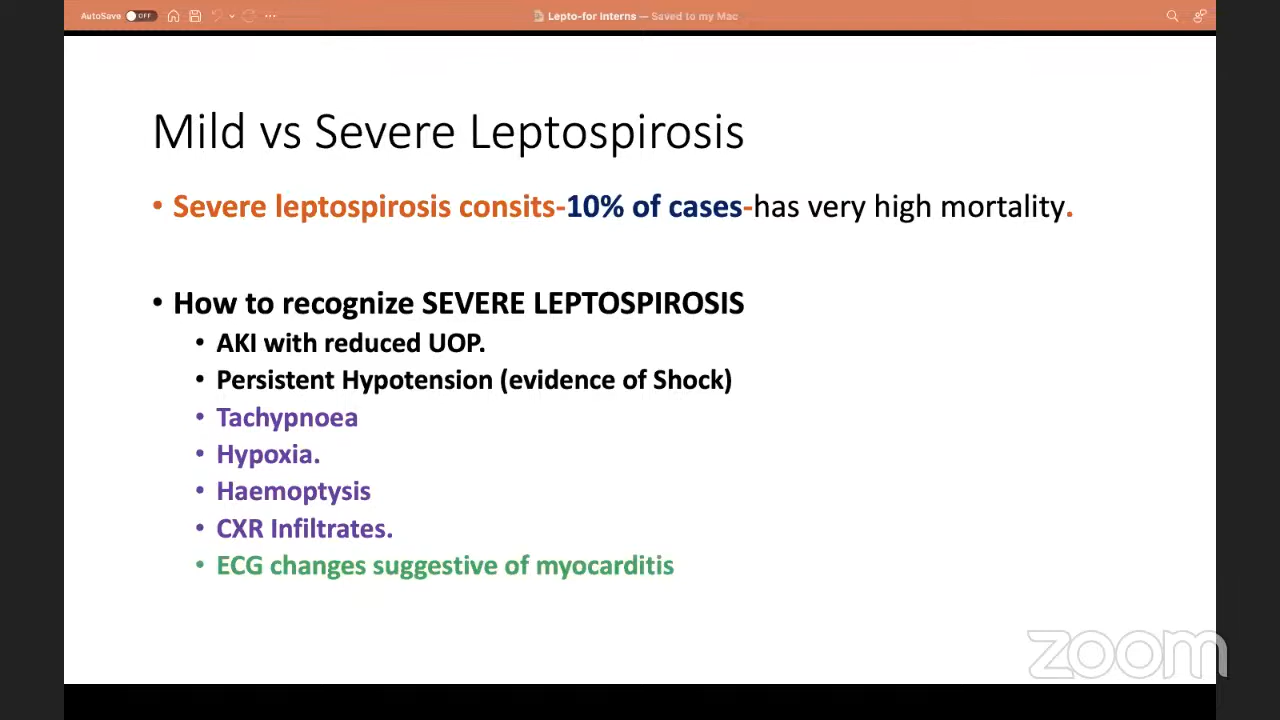 AutoSave OFF
Lepto-for Interns — Saved to my Mac
Mild vs Severe Leptospirosis
• Severe leptospirosis consits-10% of cases-has very high mortality.
• How to recognize SEVERE LEPTOSPIROSIS
• AKI with reduced UOP.
• Persistent Hypotension (evidence of Shock)
• Tachypnoea
• Hypoxia.
• Haemoptysis
• CXR Infiltrates.
• ECG changes suggestive of myocarditis
zoom